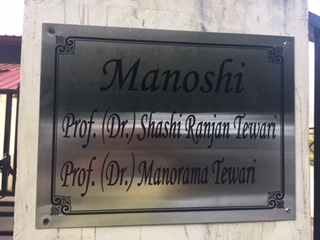 Manoshi
Prof. (Dr.) Shashi Ranjan Tewari
Prof. (Dr.) Manorama Tewari